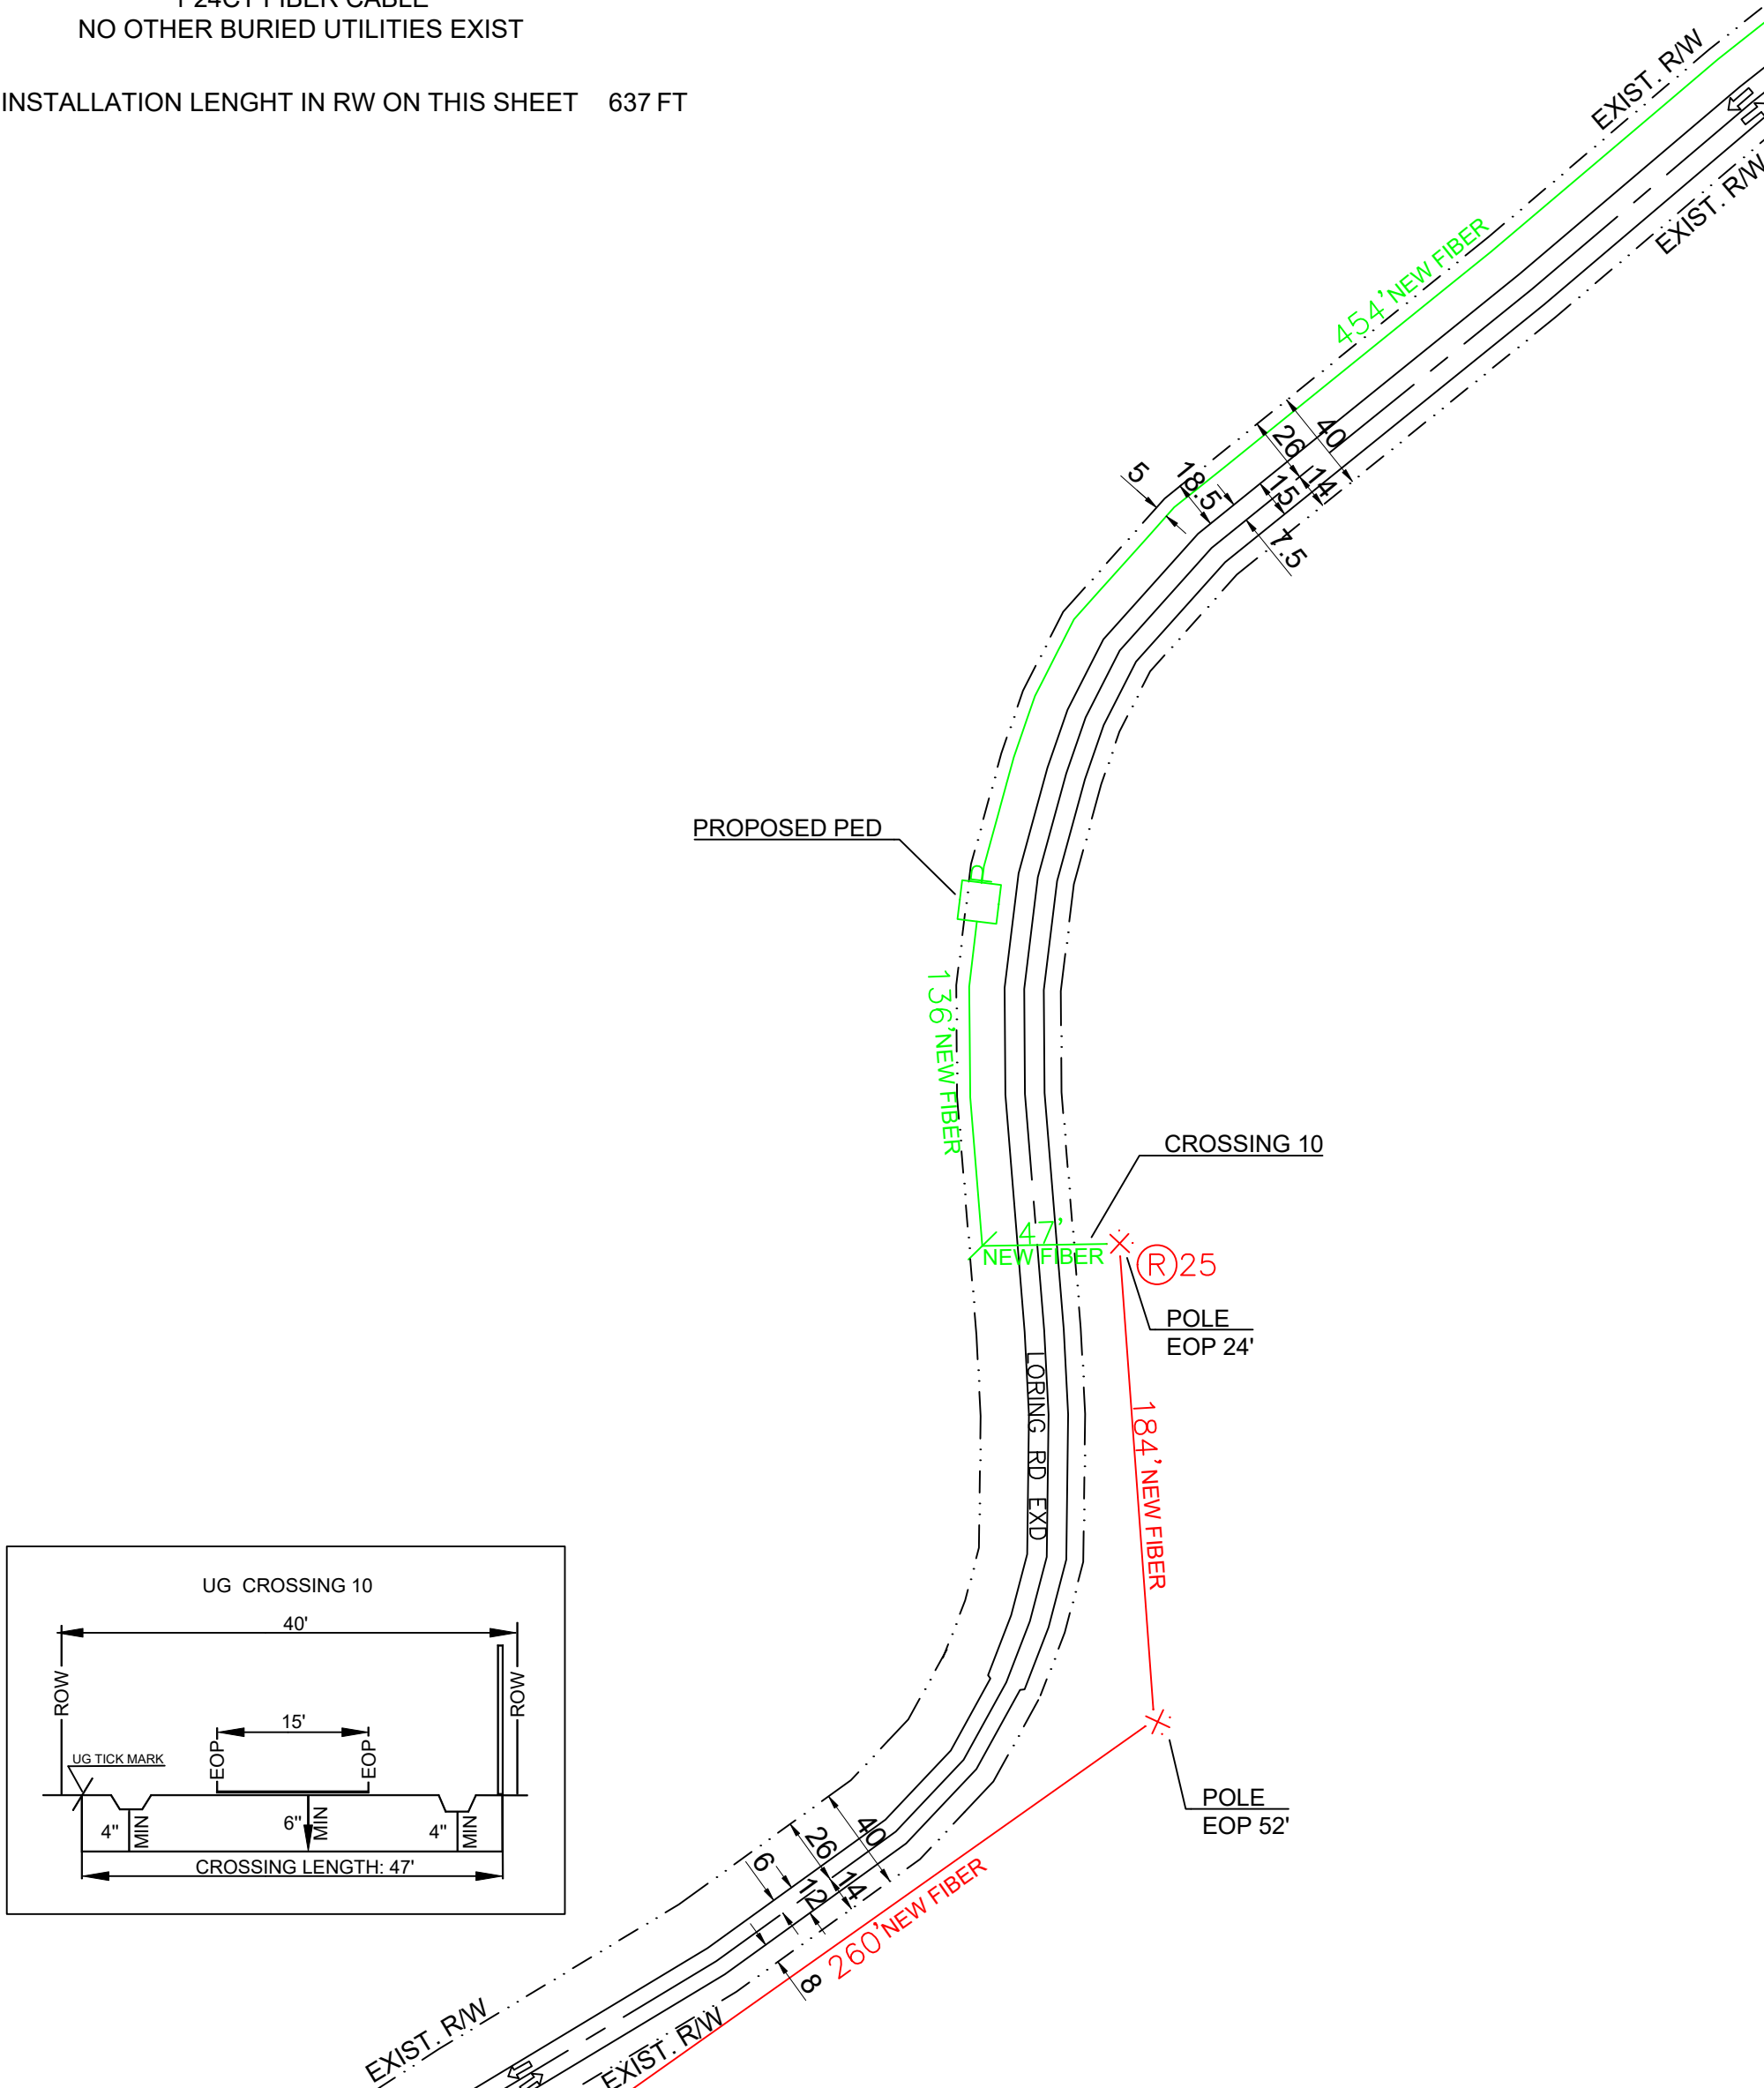 1 24CT FIBER CABLE
NO OTHER BURIED UTILITIES EXIST
INSTALLATION LENGHT IN RW ON THIS SHEET 637 FT
EXIST. R/W
EXIST. R/W
454' NEW FIBER
40
26
14
5
18.5
15
7.5
PROPOSED PED
136' NEW FIBER
CROSSING 10
47'
NEW FIBER
R 25
POLE
EOP 24'
LORING RD EXD
184' NEW FIBER
POLE
EOP 52'
40
26
14
6
12
8
260' NEW FIBER
EXIST. R/W
EXIST. R/W
UG CROSSING 10
40'
ROW
ROW
15'
EOP
EOP
UG TICK MARK
4" MIN
6" MIN
4" MIN
CROSSING LENGTH: 47'